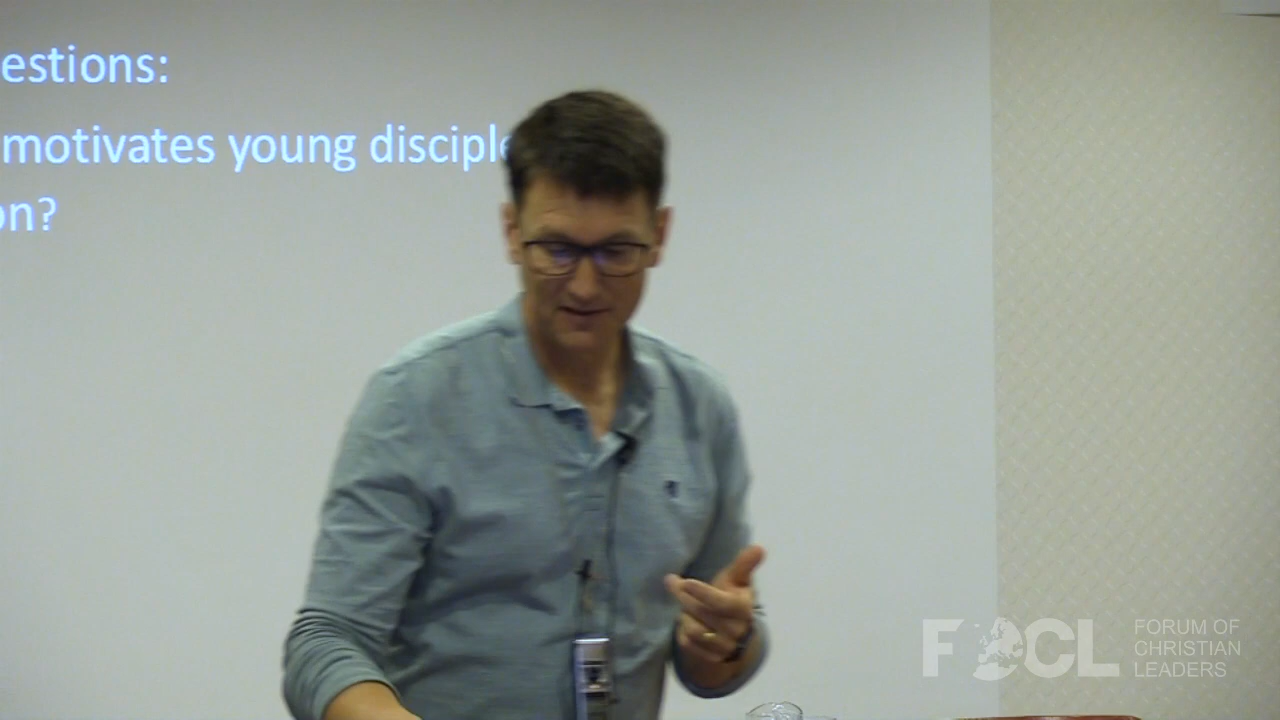 estions:
motivates young disciple
on?
FOCL
FORUM OF
CHRISTIAN
LEADERS